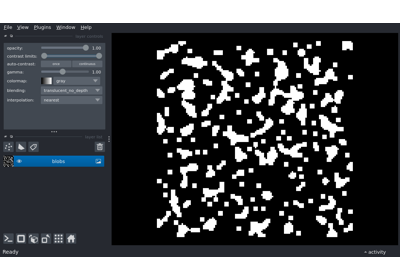 File View Plugins Window Help
opacity: 1.00
contrast limits:
auto-contrast: once continuous
gamma: 1.00
colormap: gray
blending: translucent_no_depth
interpolation: nearest
blobs
Ready
activity